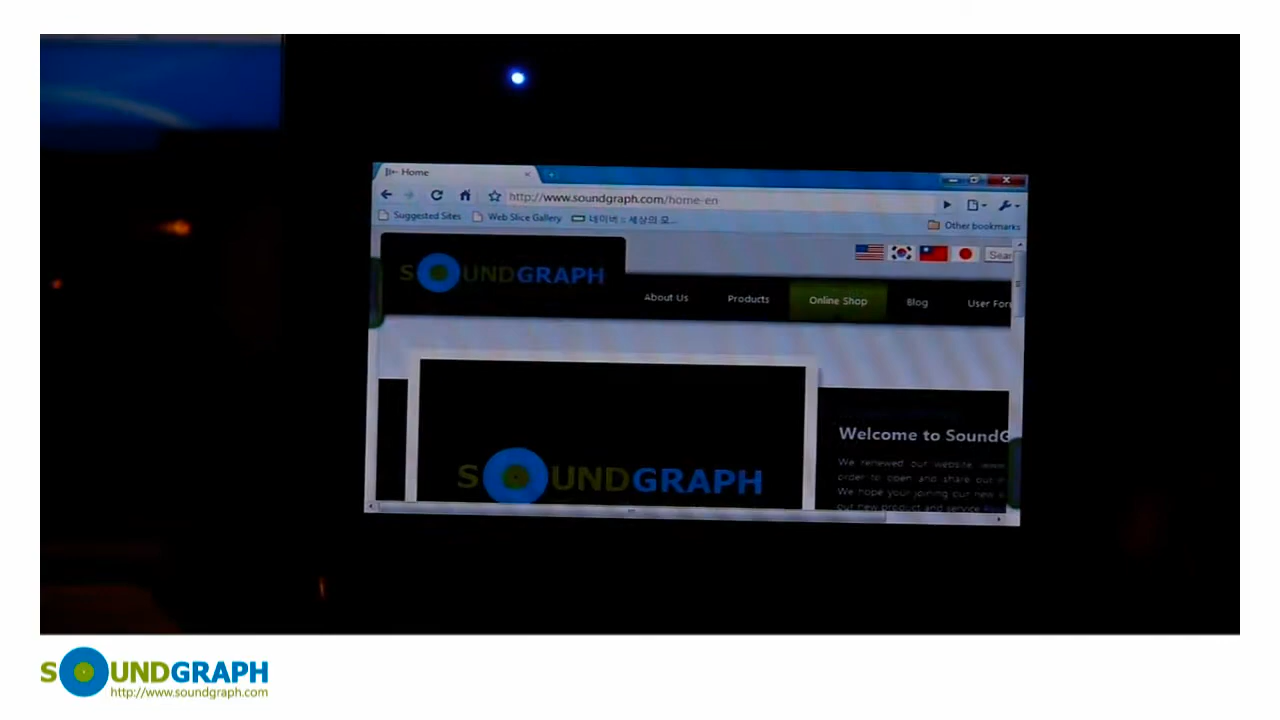 Home
http://www.soundgraph.com/home-en
Suggested Sites Web Slice Gallery 네이버 :: 세상의 모...
Other bookmarks
Sear
SOUNDGRAPH
About Us Products Online Shop Blog User For
Welcome to SoundG
We renewed our website
order to open and share our
We hope your joining our new
our new product and service
SOUNDGRAPH
SOUNDGRAPH
http://www.soundgraph.com